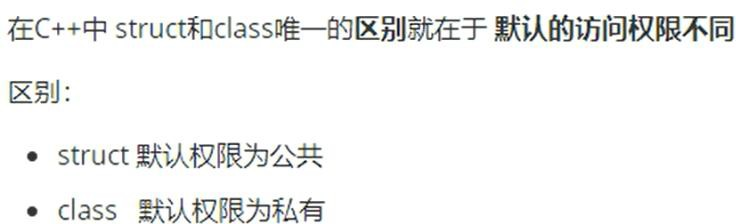 在C++中 struct和class唯一的区别就在于 默认的访问权限不同
区别：
• struct 默认权限为公共
• class 默认权限为私有